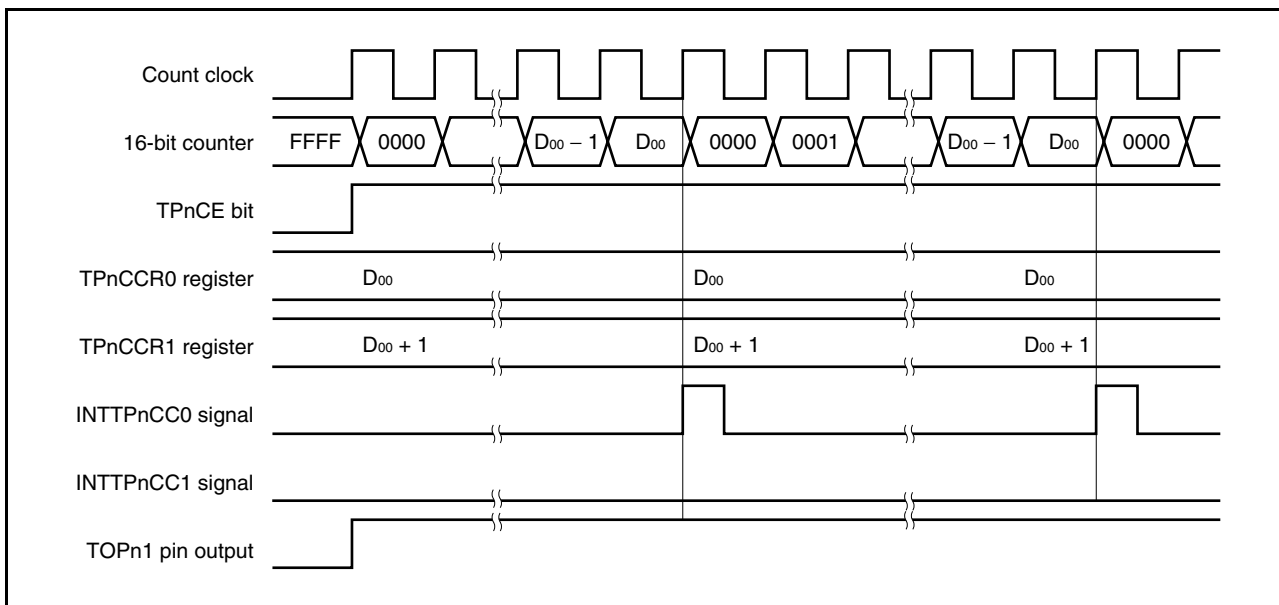 Count clock
16-bit counter FFFF 0000 D00 − 1 D00 0000 0001 D00 − 1 D00 0000
TPnCE bit
TPnCCR0 register D00 D00 D00
TPnCCR1 register D00 + 1 D00 + 1 D00 + 1
INTTPnCC0 signal
INTTPnCC1 signal
TOPn1 pin output